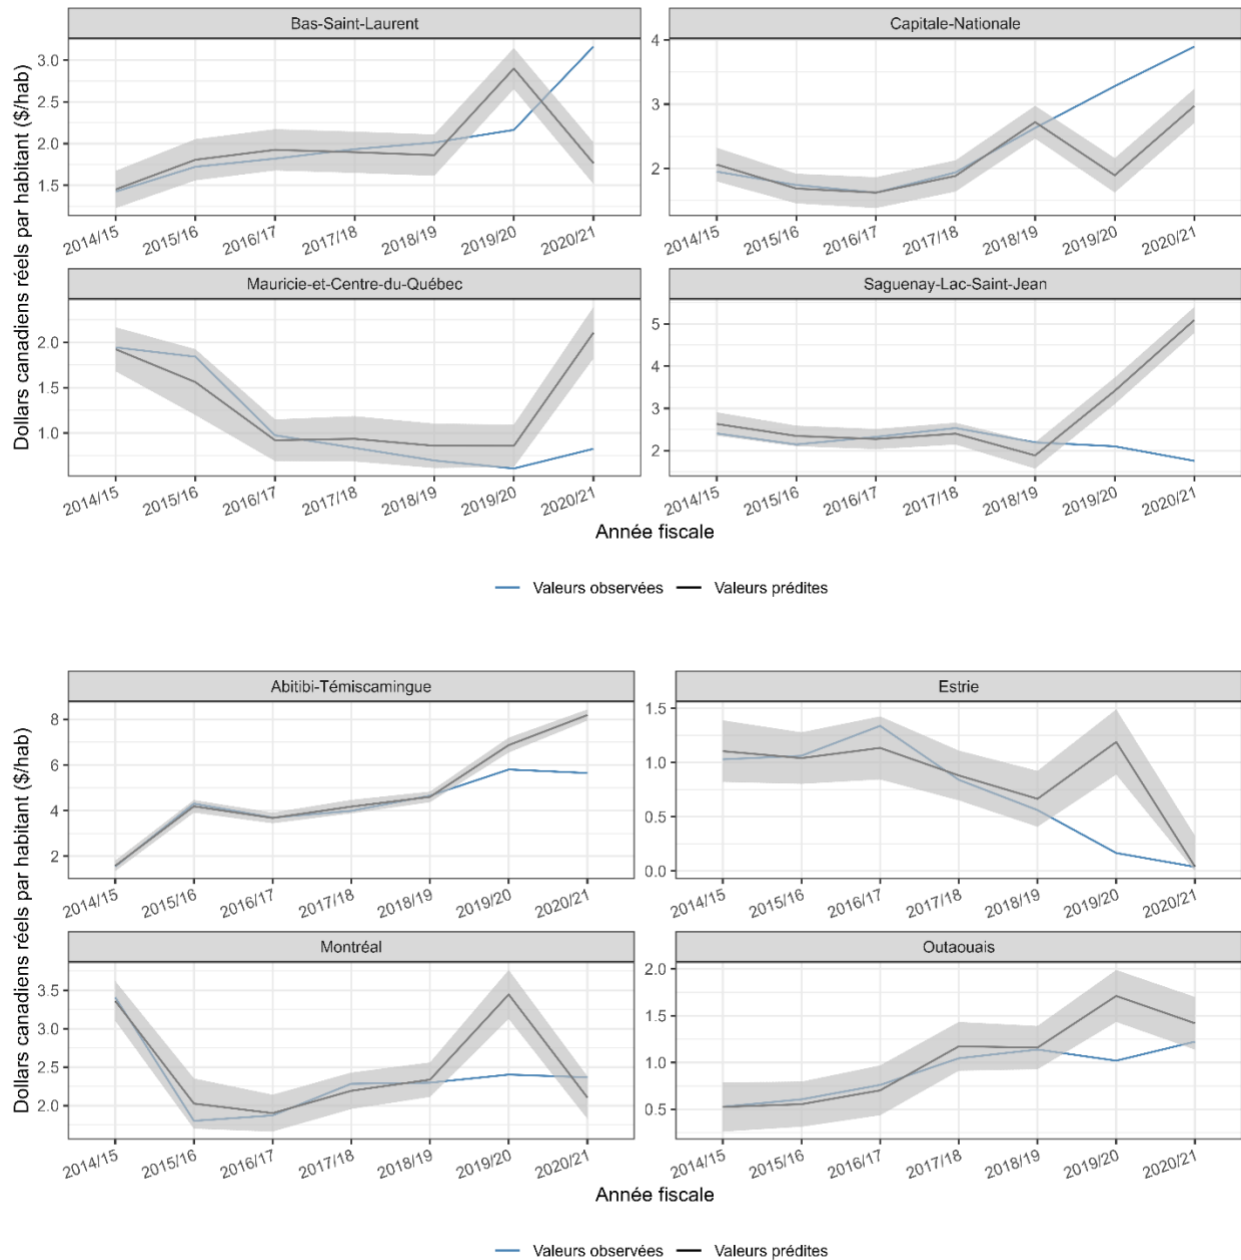 Bas-Saint-Laurent
Capitale-Nationale
3.0
2.5
2.0
1.5
4
3
2
2014/15 2015/16 2016/17 2017/18 2018/19 2019/20 2020/21
2014/15 2015/16 2016/17 2017/18 2018/19 2019/20 2020/21
Dollars canadiens réels par habitant ($/hab)
Mauricie-et-Centre-du-Québec
Saguenay-Lac-Saint-Jean
2.0
1.5
1.0
5
4
3
2
2014/15 2015/16 2016/17 2017/18 2018/19 2019/20 2020/21
2014/15 2015/16 2016/17 2017/18 2018/19 2019/20 2020/21
Année fiscale
Valeurs observées Valeurs prédites
Abitibi-Témiscamingue
Estrie
8
6
4
2
1.5
1.0
0.5
0.0
2014/15 2015/16 2016/17 2017/18 2018/19 2019/20 2020/21
2014/15 2015/16 2016/17 2017/18 2018/19 2019/20 2020/21
Dollars canadiens réels par habitant ($/hab)
Montréal
Outaouais
3.5
3.0
2.5
2.0
2.0
1.5
1.0
0.5
2014/15 2015/16 2016/17 2017/18 2018/19 2019/20 2020/21
2014/15 2015/16 2016/17 2017/18 2018/19 2019/20 2020/21
Année fiscale
Valeurs observées Valeurs prédites